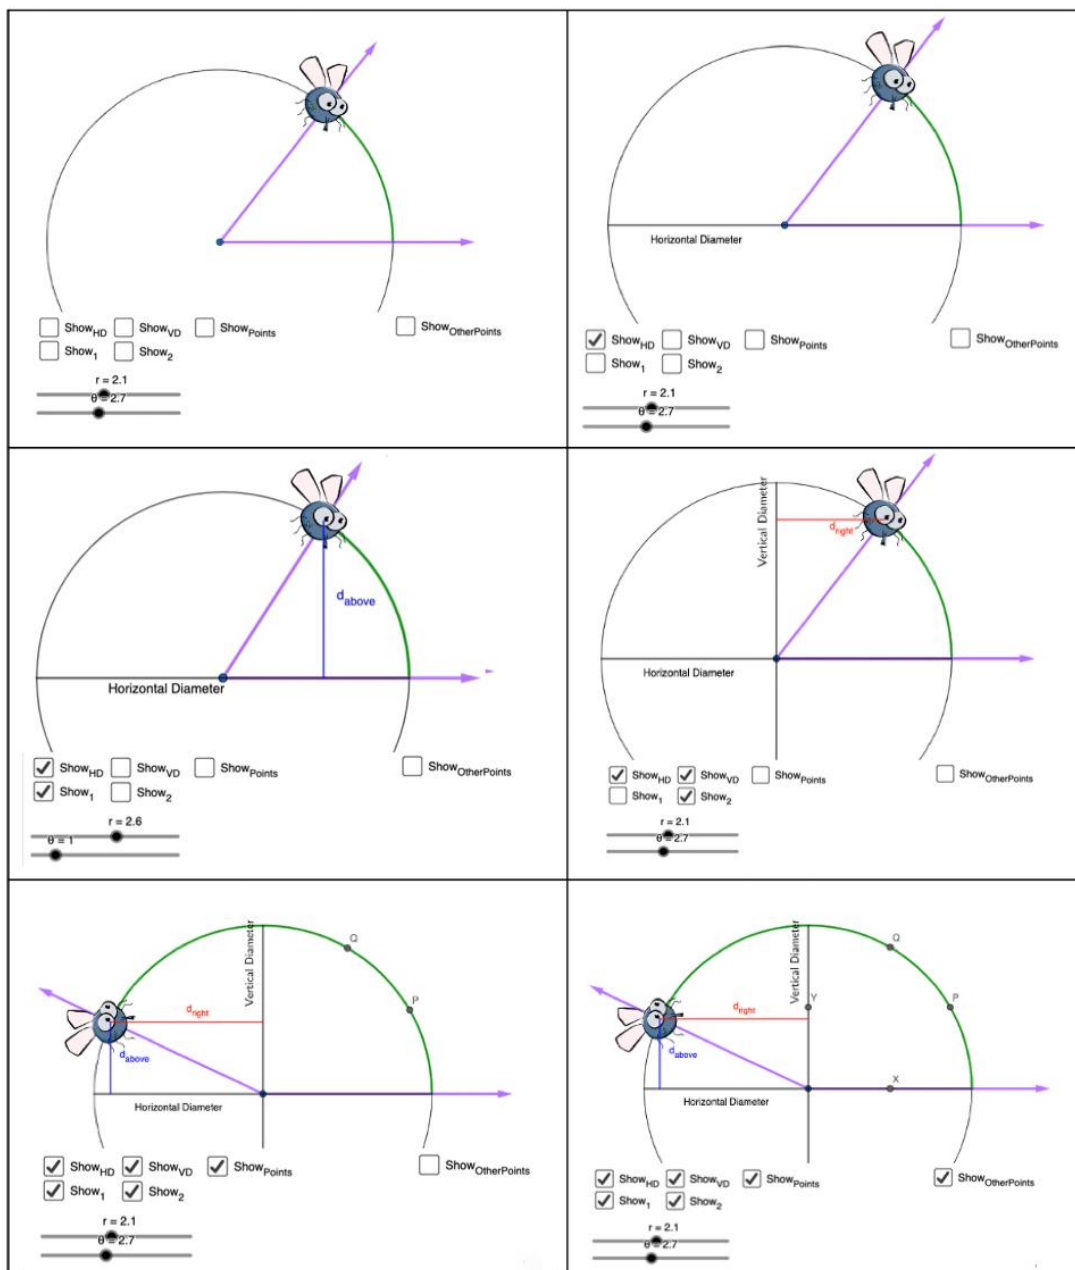 Show_HD Show_VD Show_Points Show_OtherPoints
Show_1 Show_2
r = 2.1
θ = 2.7
Horizontal Diameter
Show_HD Show_VD Show_Points Show_OtherPoints
Show_1 Show_2
r = 2.1
θ = 2.7
d_above
Horizontal Diameter
Show_HD Show_VD Show_Points Show_OtherPoints
Show_1 Show_2
r = 2.6
θ = 1
Vertical Diameter
d_right
Horizontal Diameter
Show_HD Show_VD Show_Points Show_OtherPoints
Show_1 Show_2
r = 2.1
θ = 2.7
Vertical Diameter
Q
P
d_right
d_above
Horizontal Diameter
Show_HD Show_VD Show_Points Show_OtherPoints
Show_1 Show_2
r = 2.1
θ = 2.7
Vertical Diameter
Q
Y
P
d_right
d_above
X
Horizontal Diameter
Show_HD Show_VD Show_Points Show_OtherPoints
Show_1 Show_2
r = 2.1
θ = 2.7